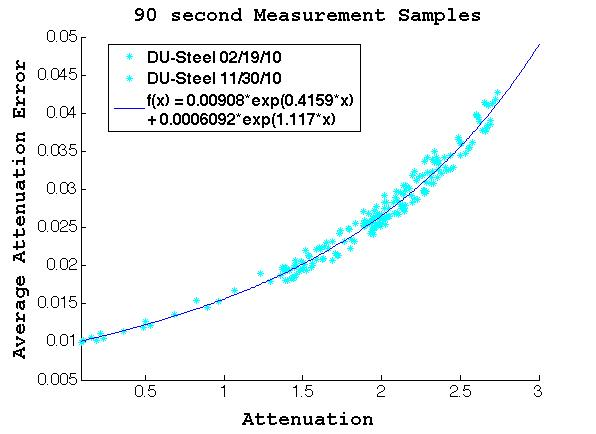 90 second Measurement Samples
0.05
0.045
0.04
0.035
0.03
0.025
0.02
0.015
0.01
0.005
Average Attenuation Error
DU-Steel 02/19/10
DU-Steel 11/30/10
f(x) = 0.00908*exp(0.4159*x)
+ 0.0006092*exp(1.117*x)
0.5 1 1.5 2 2.5 3
Attenuation